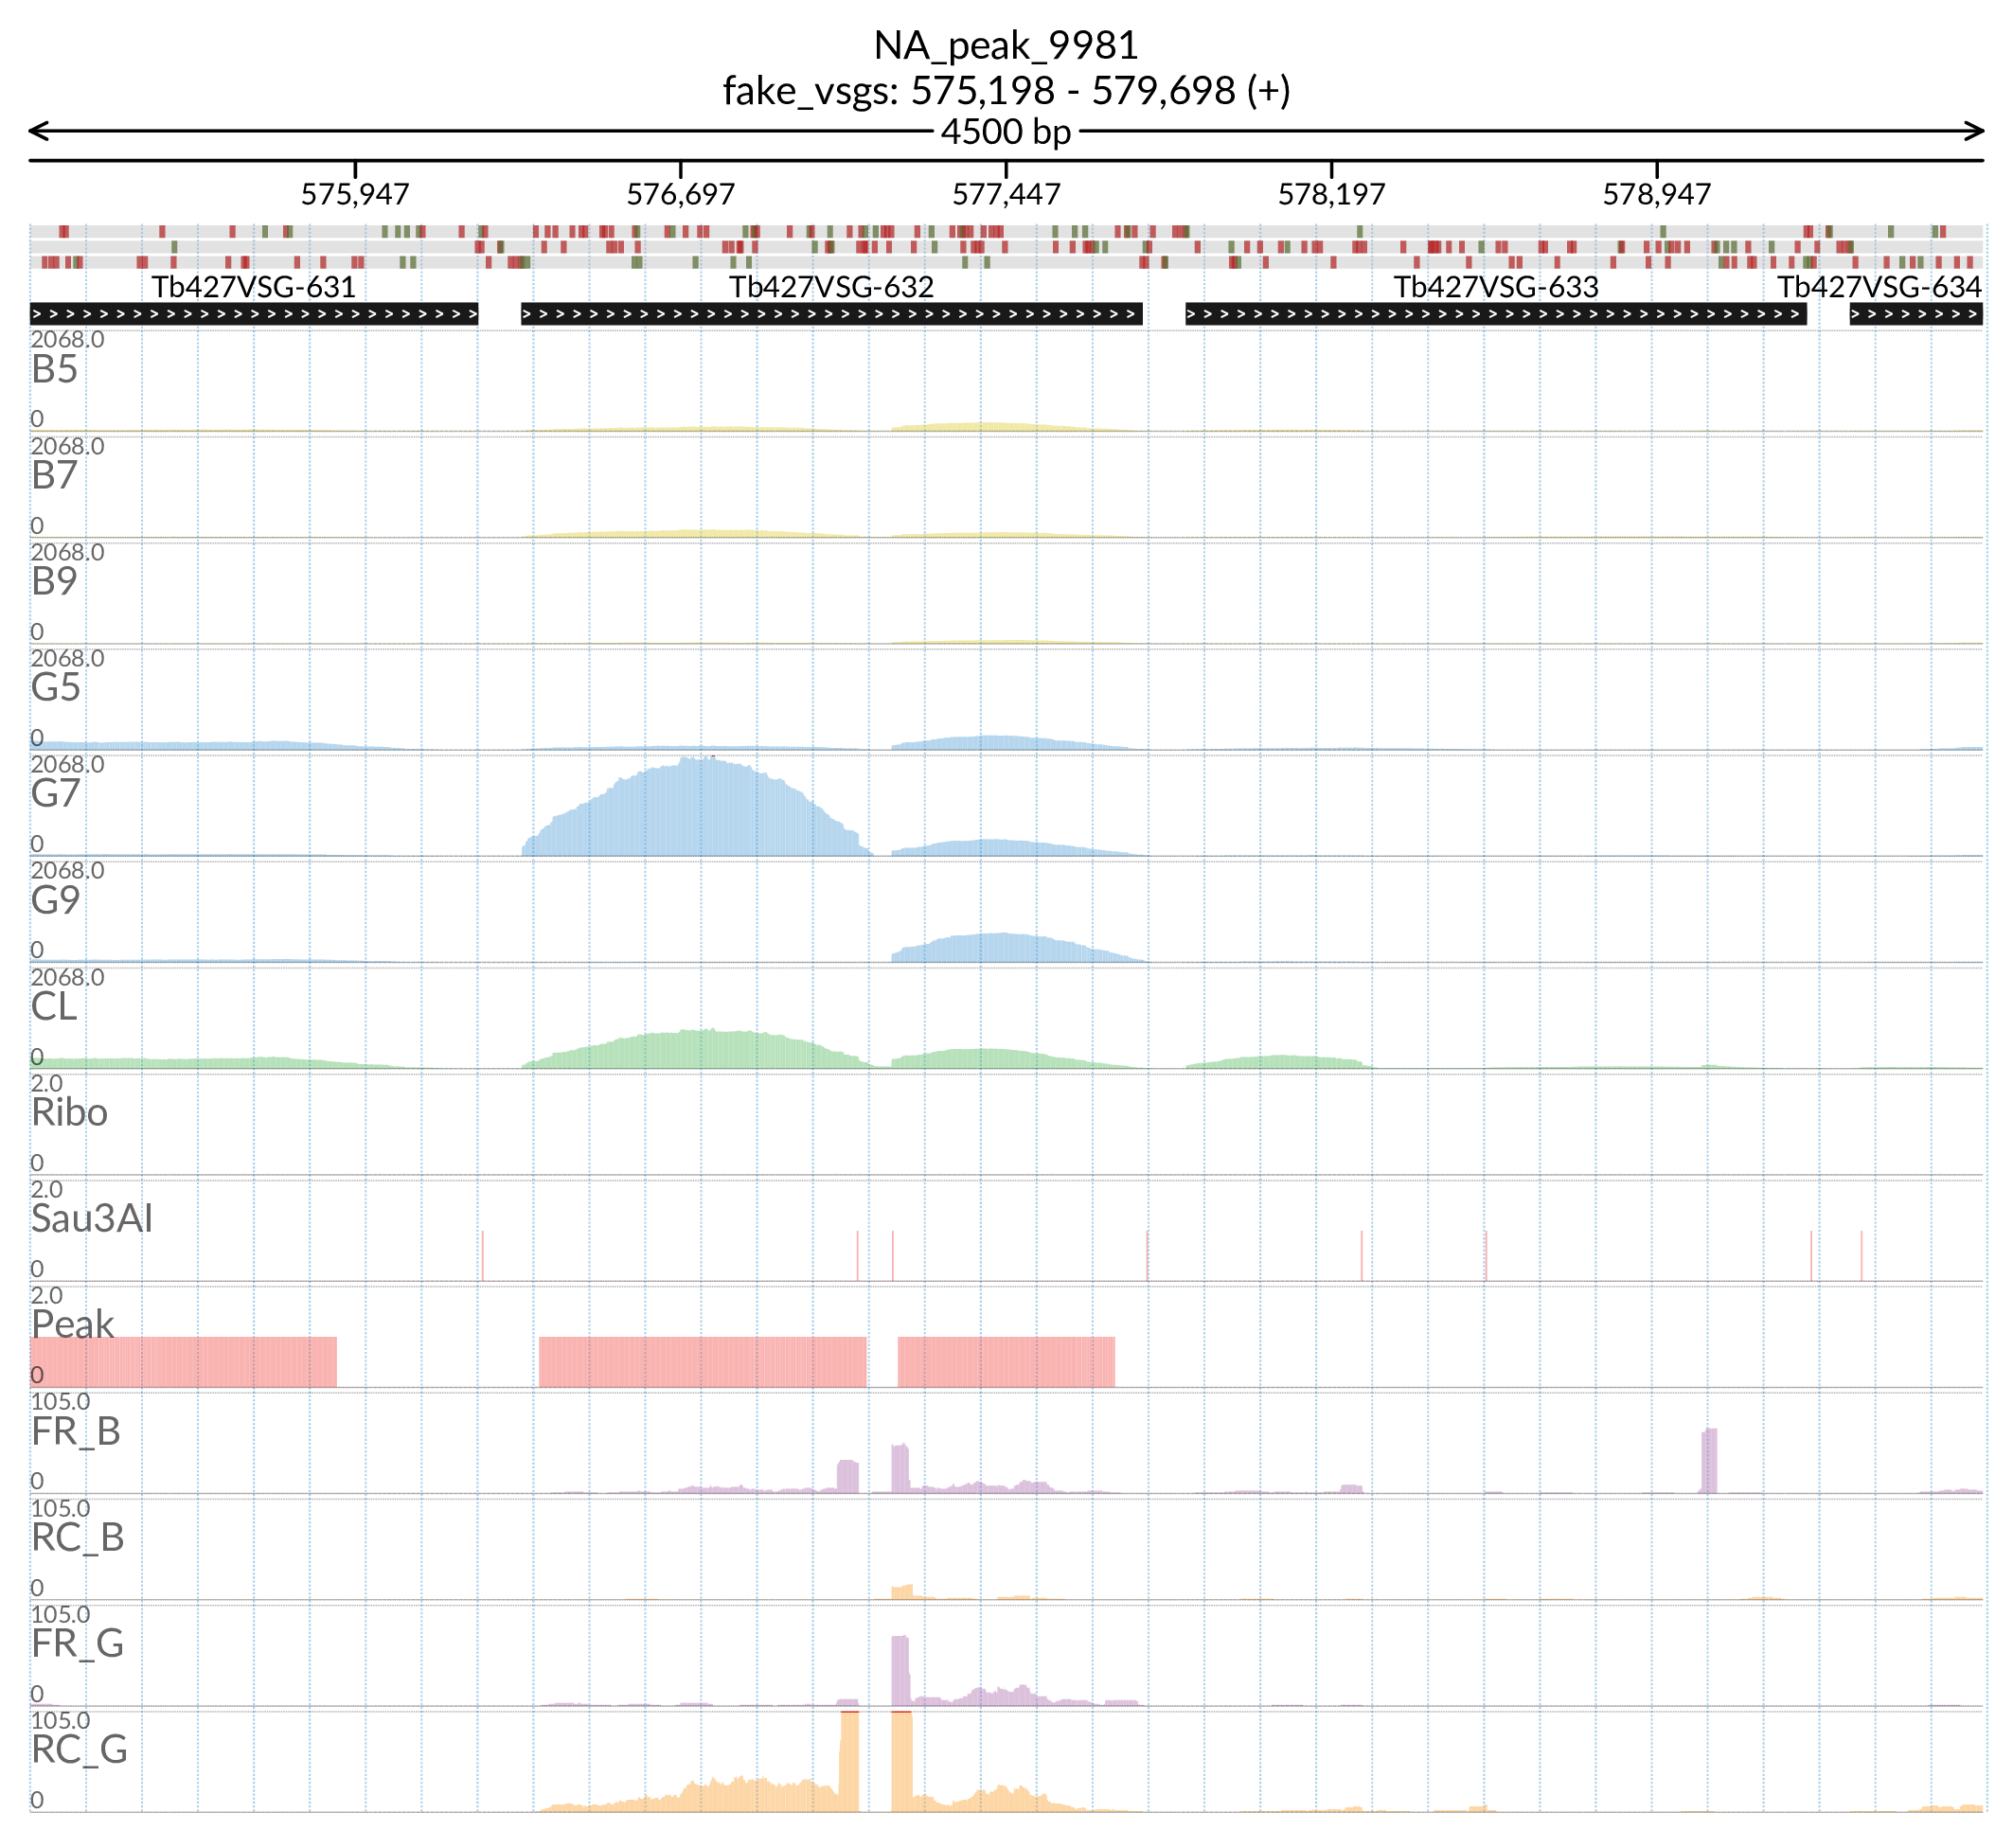 NA_peak_9981
fake_vsgs: 575,198 - 579,698 (+)
4500 bp
575,947 576,697 577,447 578,197 578,947
Tb427VSG-631 Tb427VSG-632 Tb427VSG-633 Tb427VSG-634
2068.0
B5
0
2068.0
B7
0
2068.0
B9
0
2068.0
G5
0
2068.0
G7
0
2068.0
G9
0
2068.0
CL
0
2.0
Ribo
0
2.0
Sau3AI
0
2.0
Peak
0
105.0
FR_B
0
105.0
RC_B
0
105.0
FR_G
0
105.0
RC_G
0